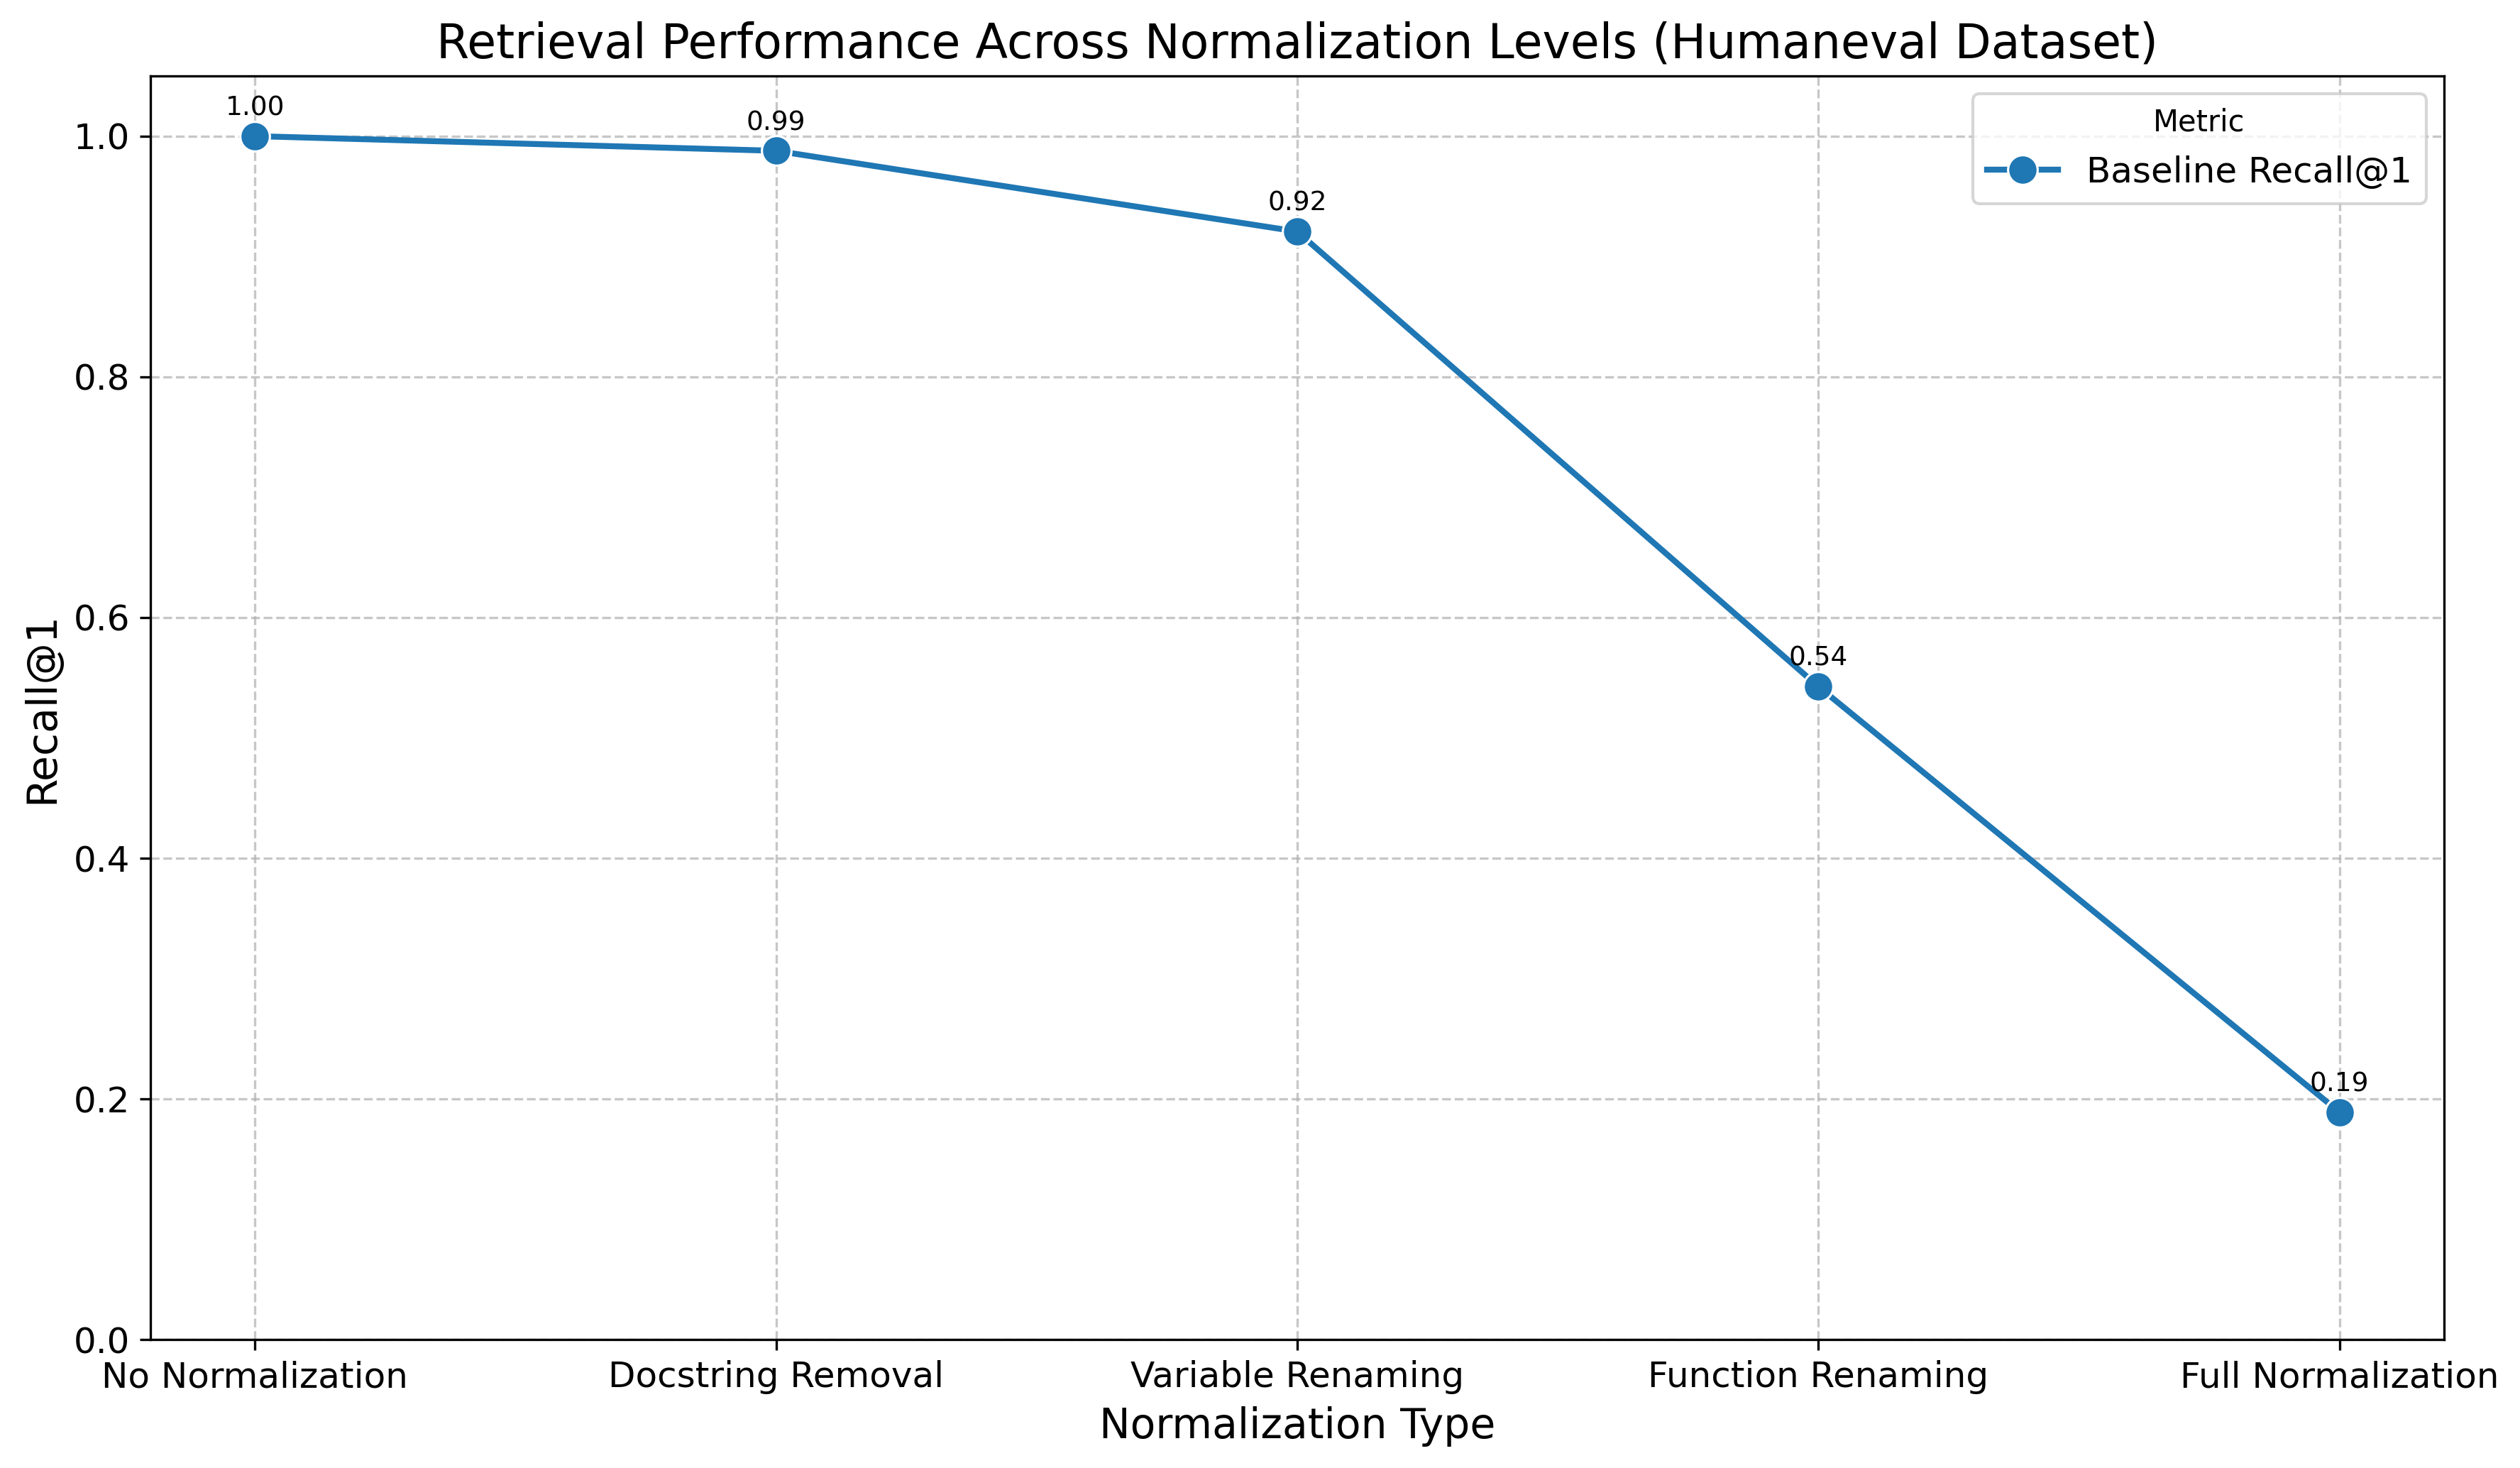 Retrieval Performance Across Normalization Levels (Humaneval Dataset)
Metric
Baseline Recall@1
1.00
0.99
0.92
0.54
0.19
Recall@1
1.0
0.8
0.6
0.4
0.2
0.0
No Normalization
Docstring Removal
Variable Renaming
Function Renaming
Full Normalization
Normalization Type